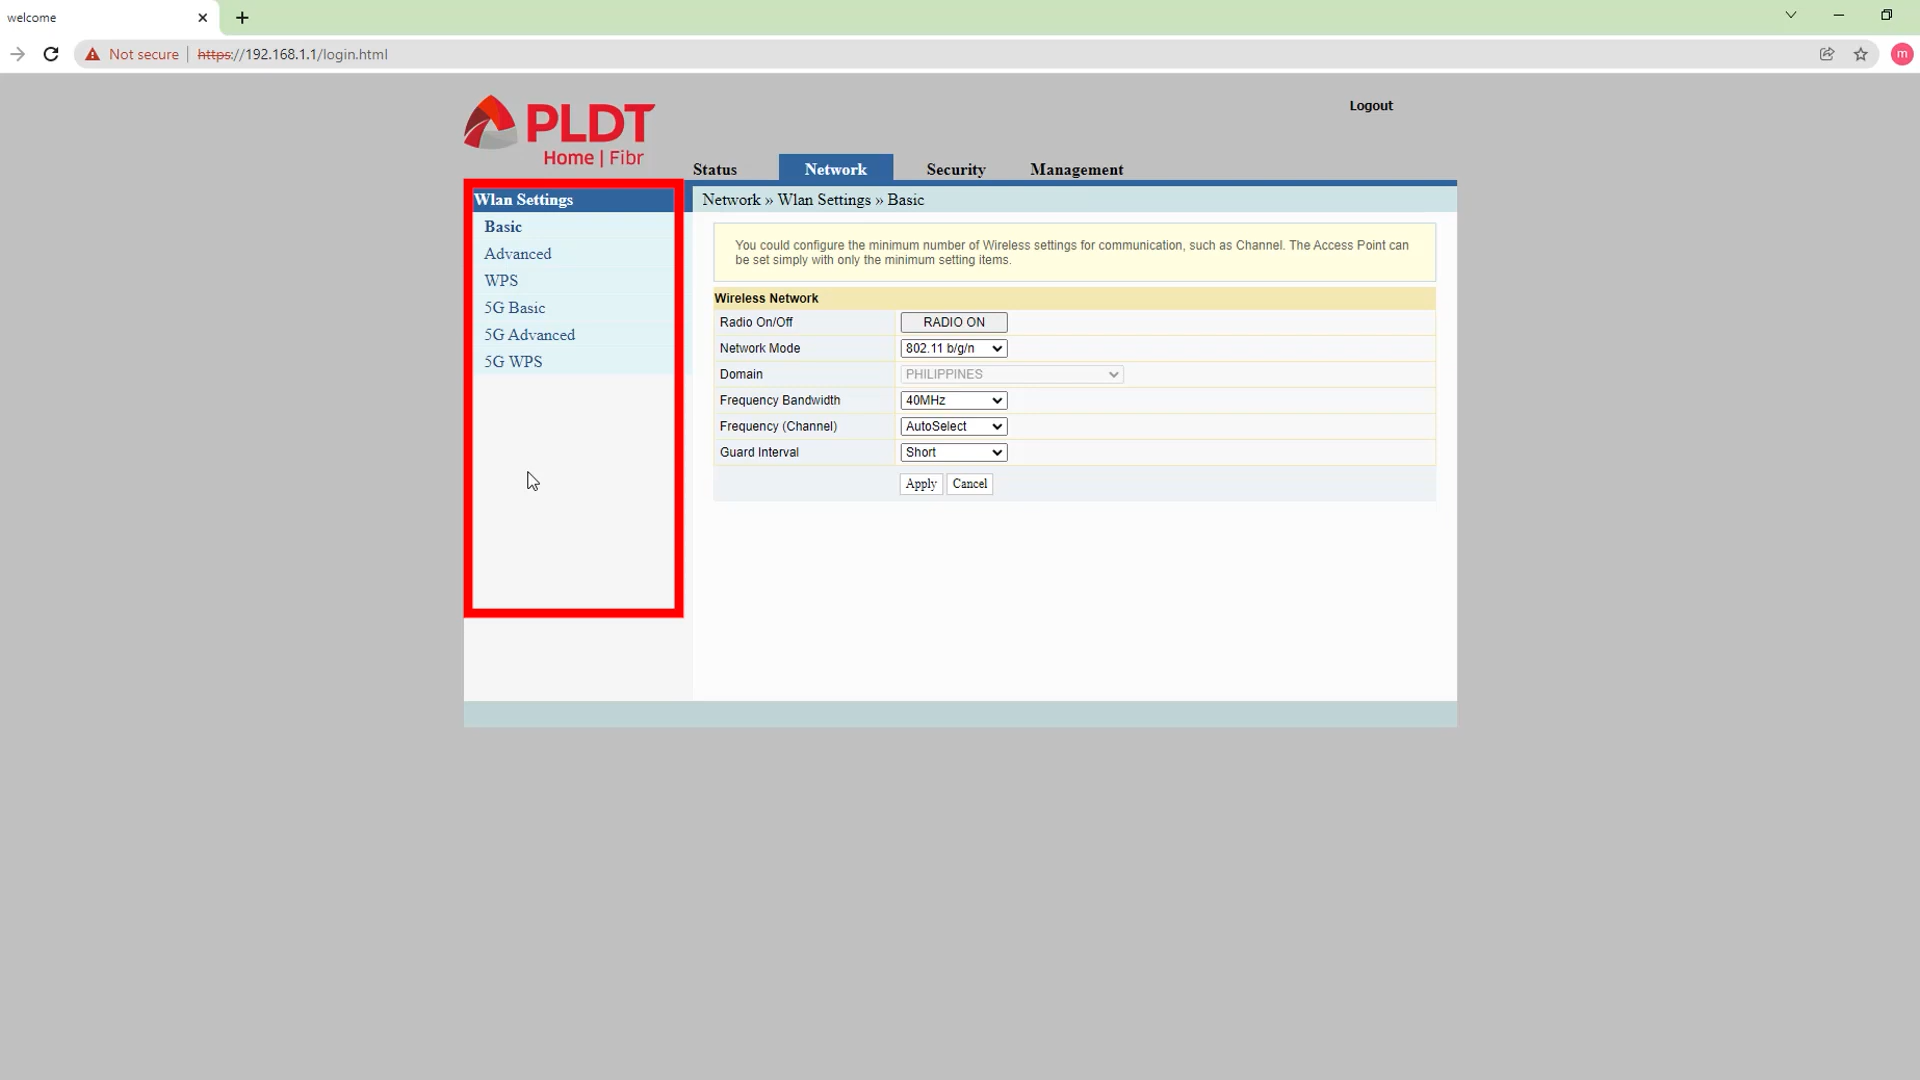 welcome
Not secure https://192.168.1.1/login.html
m
PLDT
Home | Fibr
Logout
Status Network Security Management
Wlan Settings
Basic
Advanced
WPS
5G Basic
5G Advanced
5G WPS
Network » Wlan Settings » Basic
You could configure the minimum number of Wireless settings for communication, such as Channel. The Access Point can
be set simply with only the minimum setting items.
Wireless Network
Radio On/Off RADIO ON
Network Mode 802.11 b/g/n
Domain PHILIPPINES
Frequency Bandwidth 40MHz
Frequency (Channel) AutoSelect
Guard Interval Short
Apply Cancel